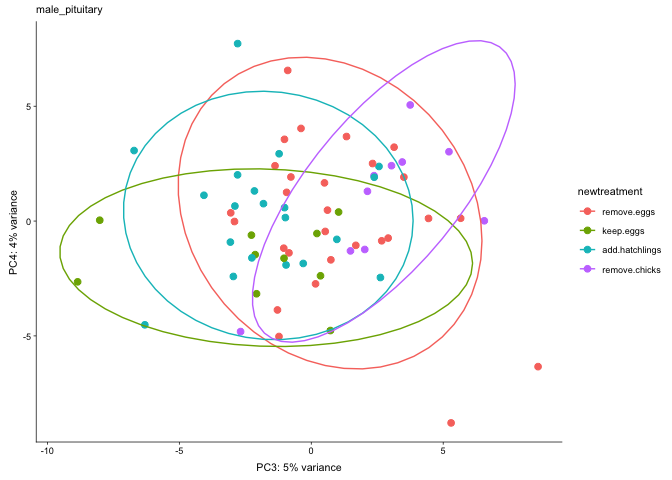 male_pituitary
5
0
-5
-10
-5
0
5
PC4: 4% variance
PC3: 5% variance
newtreatment
remove.eggs
keep.eggs
add.hatchlings
remove.chicks